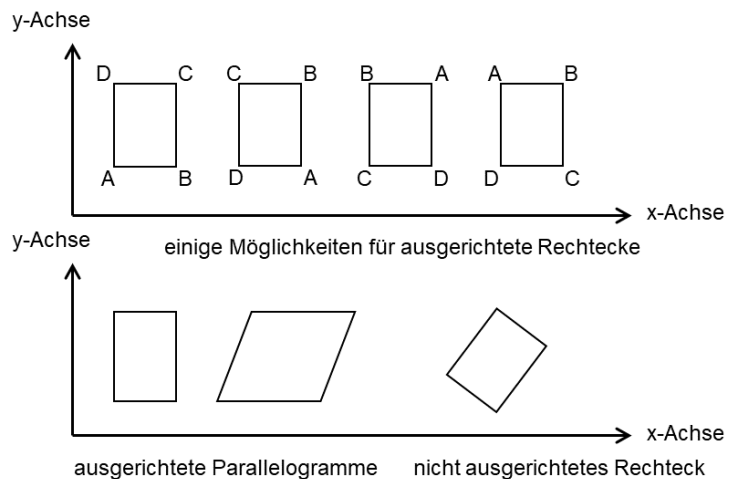 y-Achse
D C C B B A A B
A B D A C D D C
x-Achse
y-Achse
einige Möglichkeiten für ausgerichtete Rechtecke
x-Achse
ausgerichtete Parallelogramme nicht ausgerichtetes Rechteck